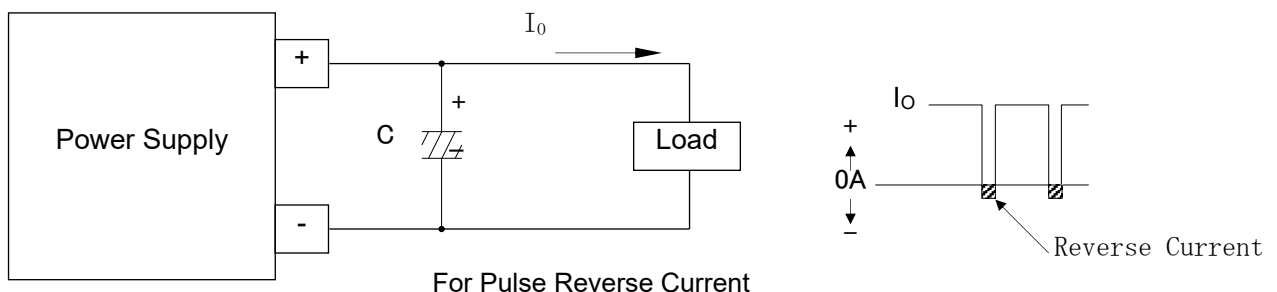 I₀
+
Power Supply
C
+
-
Load
-
For Pulse Reverse Current
Io
+
0A
−
Reverse Current